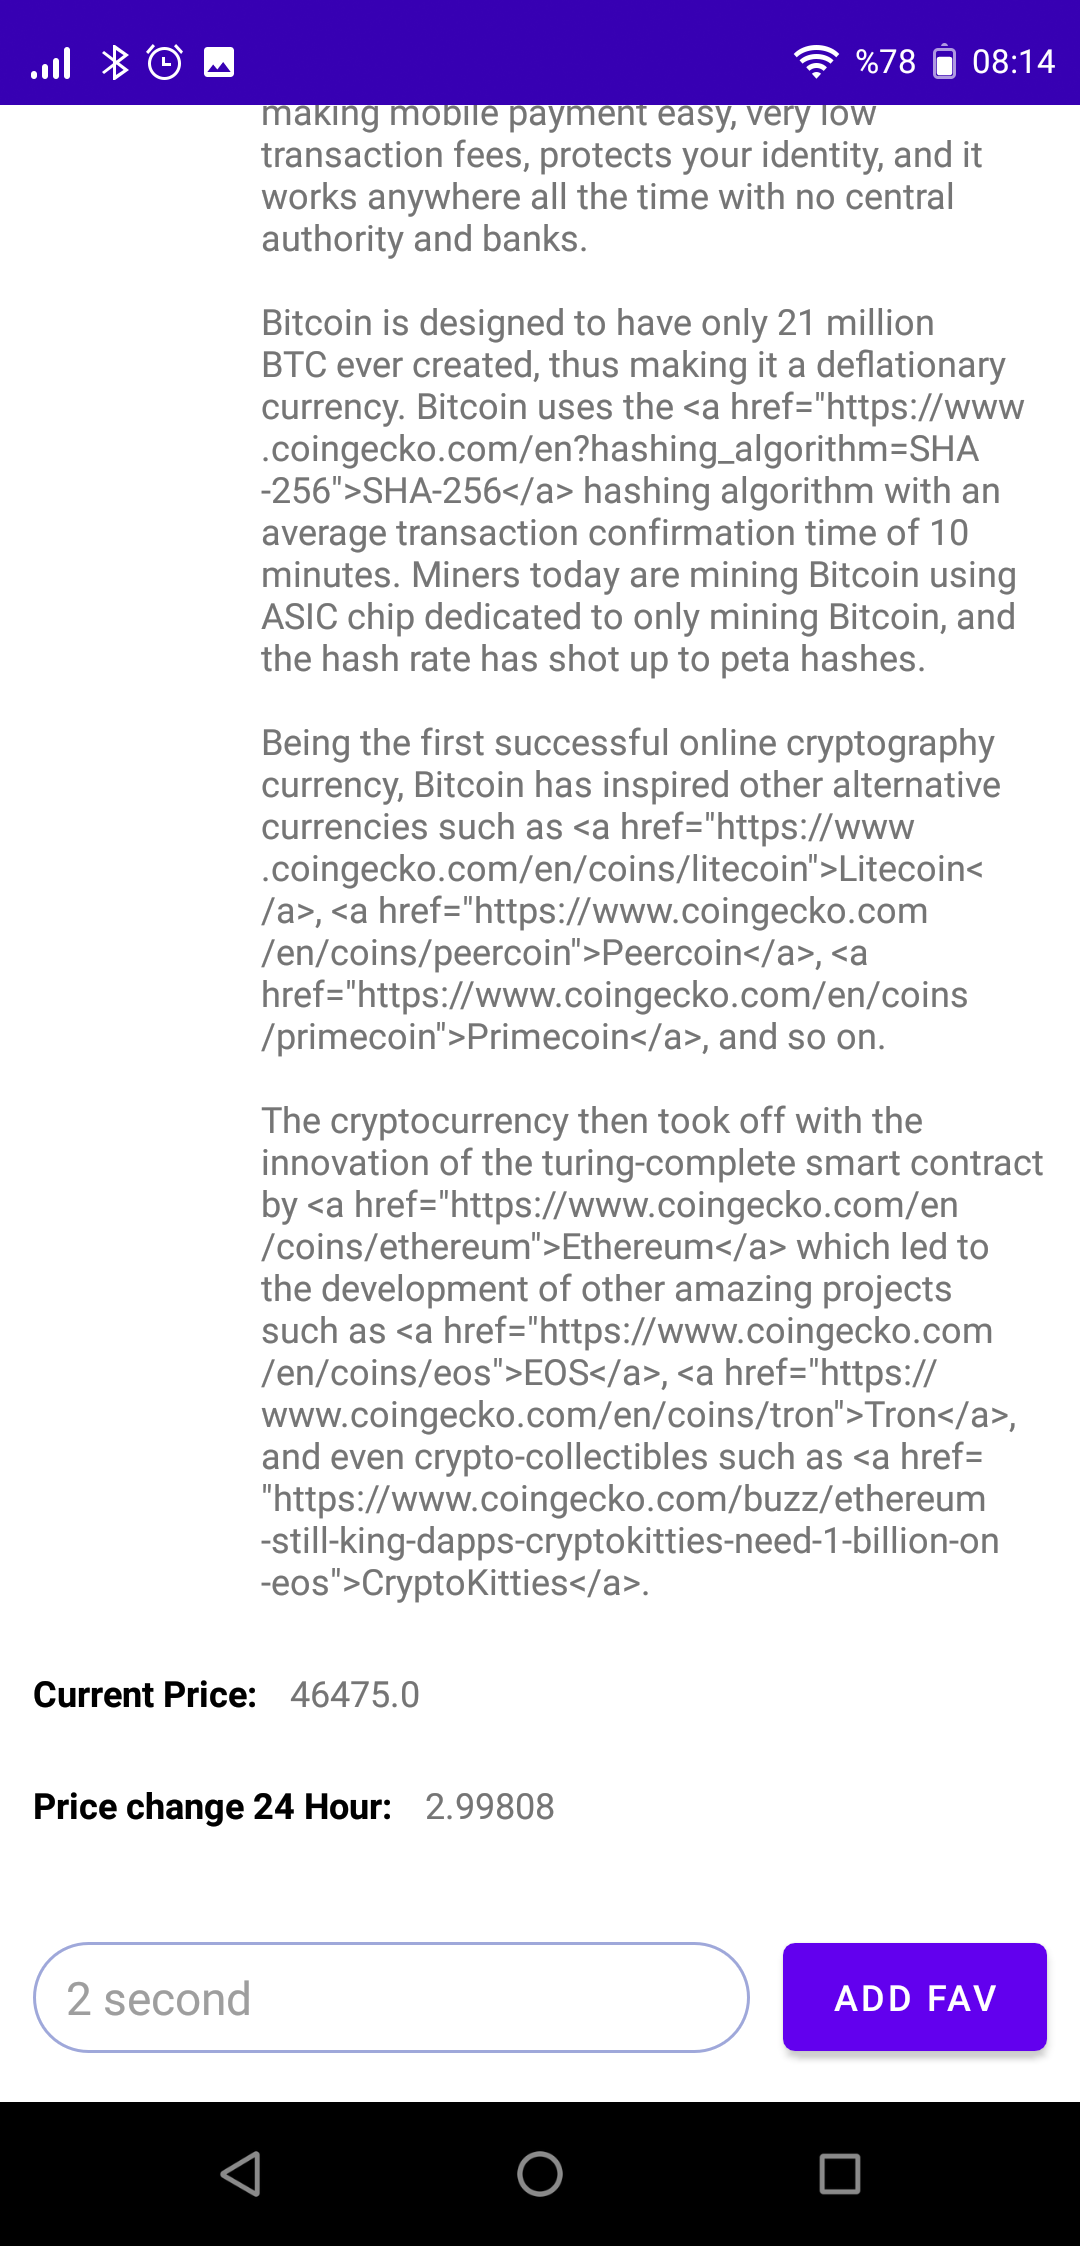 %78 08:14
making mobile payment easy, very low
transaction fees, protects your identity, and it
works anywhere all the time with no central
authority and banks.
Bitcoin is designed to have only 21 million
BTC ever created, thus making it a deflationary
currency. Bitcoin uses the <a href="https://www
.coingecko.com/en?hashing_algorithm=SHA
-256">SHA-256</a> hashing algorithm with an
average transaction confirmation time of 10
minutes. Miners today are mining Bitcoin using
ASIC chip dedicated to only mining Bitcoin, and
the hash rate has shot up to peta hashes.
Being the first successful online cryptography
currency, Bitcoin has inspired other alternative
currencies such as <a href="https://www
.coingecko.com/en/coins/litecoin">Litecoin<
/a>, <a href="https://www.coingecko.com
/en/coins/peercoin">Peercoin</a>, <a
href="https://www.coingecko.com/en/coins
/primecoin">Primecoin</a>, and so on.
The cryptocurrency then took off with the
innovation of the turing-complete smart contract
by <a href="https://www.coingecko.com/en
/coins/ethereum">Ethereum</a> which led to
the development of other amazing projects
such as <a href="https://www.coingecko.com
/en/coins/eos">EOS</a>, <a href="https://
www.coingecko.com/en/coins/tron">Tron</a>,
and even crypto-collectibles such as <a href=
"https://www.coingecko.com/buzz/ethereum
-still-king-dapps-cryptokitties-need-1-billion-on
-eos">CryptoKitties</a>.
Current Price: 46475.0
Price change 24 Hour: 2.99808
2 second
ADD FAV